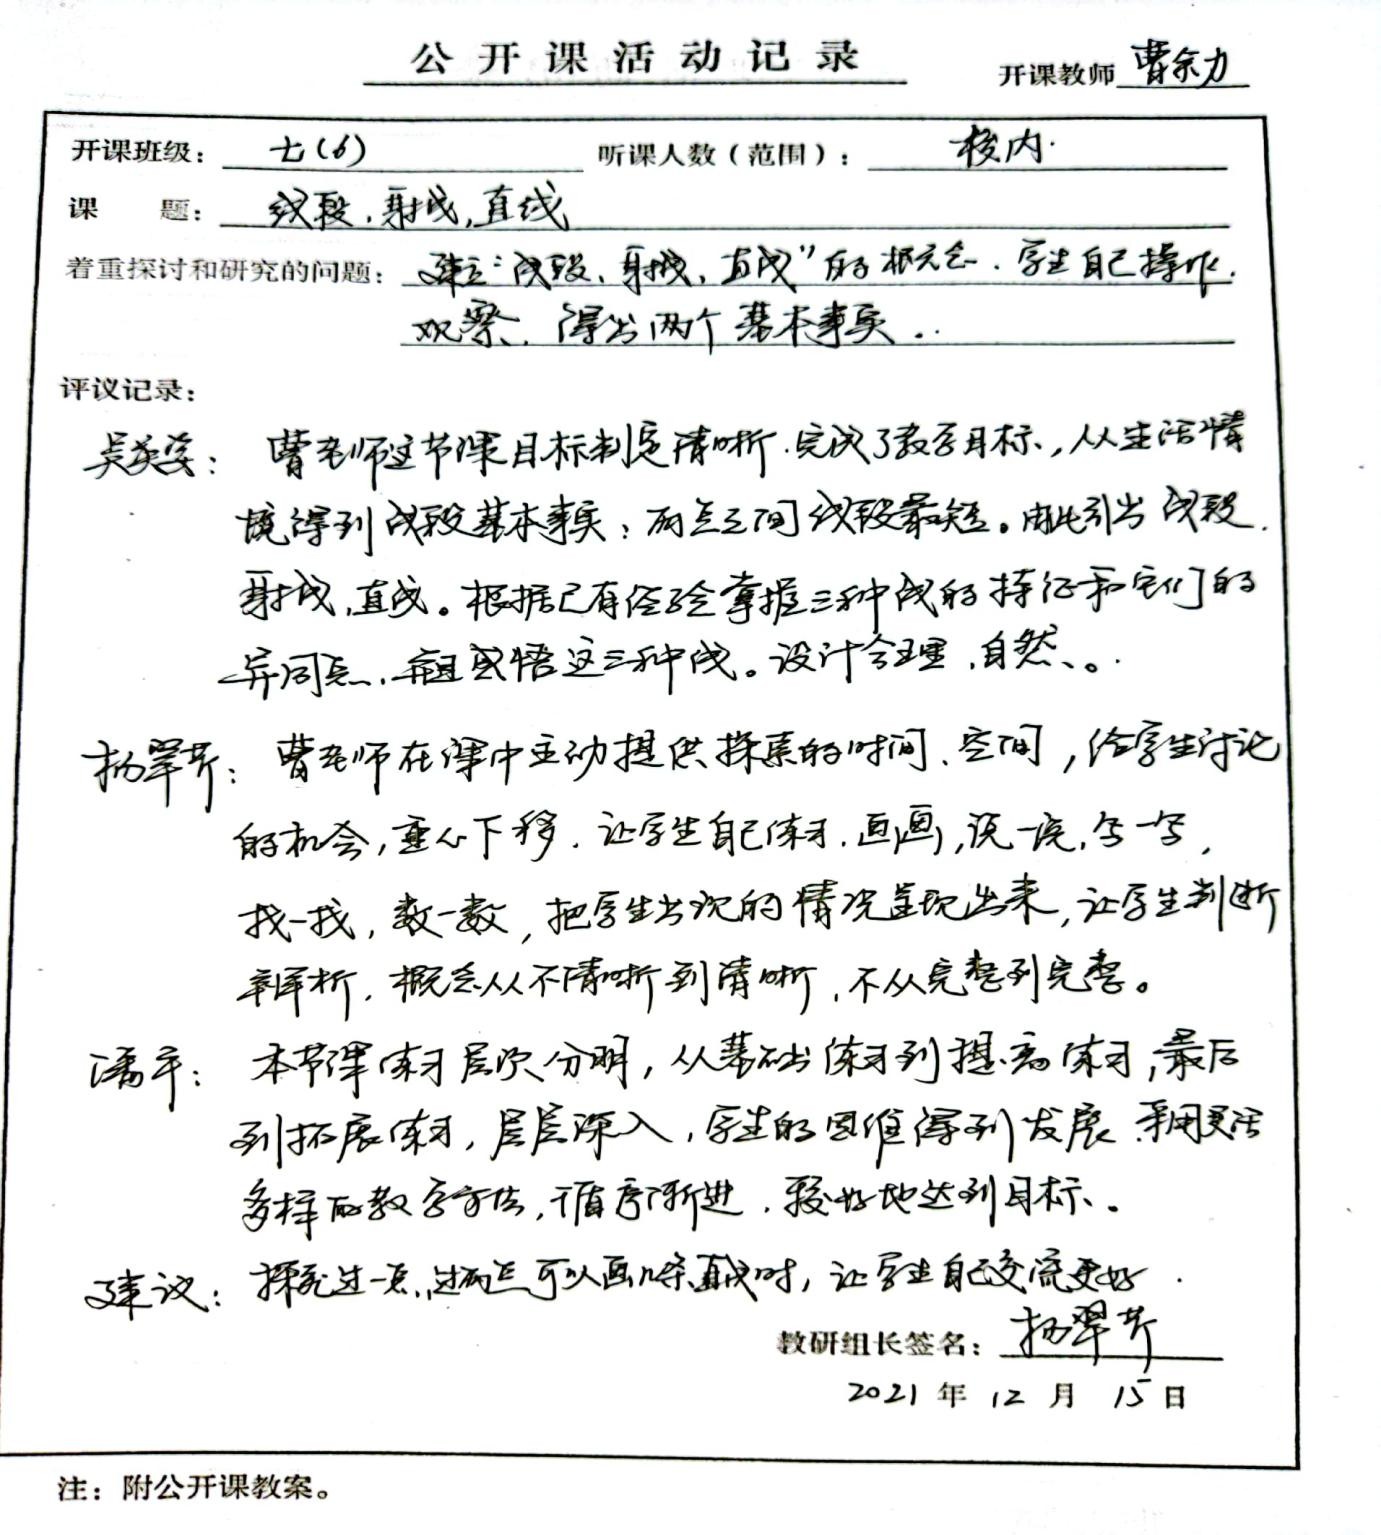 公开课活动记录
开课教师 曹余力
开课班级： 七(6) 听课人数（范围）： 校内.
课 题： 线段，射线，直线
着重探讨和研究的问题： 建立“线段、射线、直线”的概念．学生自己操作．
观察、得出两个基本事实．
评议记录：
曹老师这节课目标制定清晰．完成了教学目标，从生活情
境得到线段基本事实：两点之间线段最短。由此引出线段．
射线，直线。根据已有经验掌握三种线的特征和它们的
异同点、感悟这三种线。设计合理，自然。
杨翠芹： 曹老师在课中主动提供探索的时间、空间，给学生讨论
的机会，重心下移．让学生自己练习．画画，说一说，写一写，
找一找，数一数，把学生出现的情况呈现出来，让学生判断
辨析，概念从不清晰到清晰，不从完整到完整。
潘平： 本节课练习层次分明，从基础练习到提高练习，最后
到拓展练习，层层深入，学生的思维得到发展．采用灵活
多样的教学方法，循序渐进．较好地达到目标。
建议： 探究过一点，过两点可以画几条直线时，让学生自己交流更好．
教研组长签名： 杨翠芹
2021 年 12 月 15 日
注：附公开课教案。